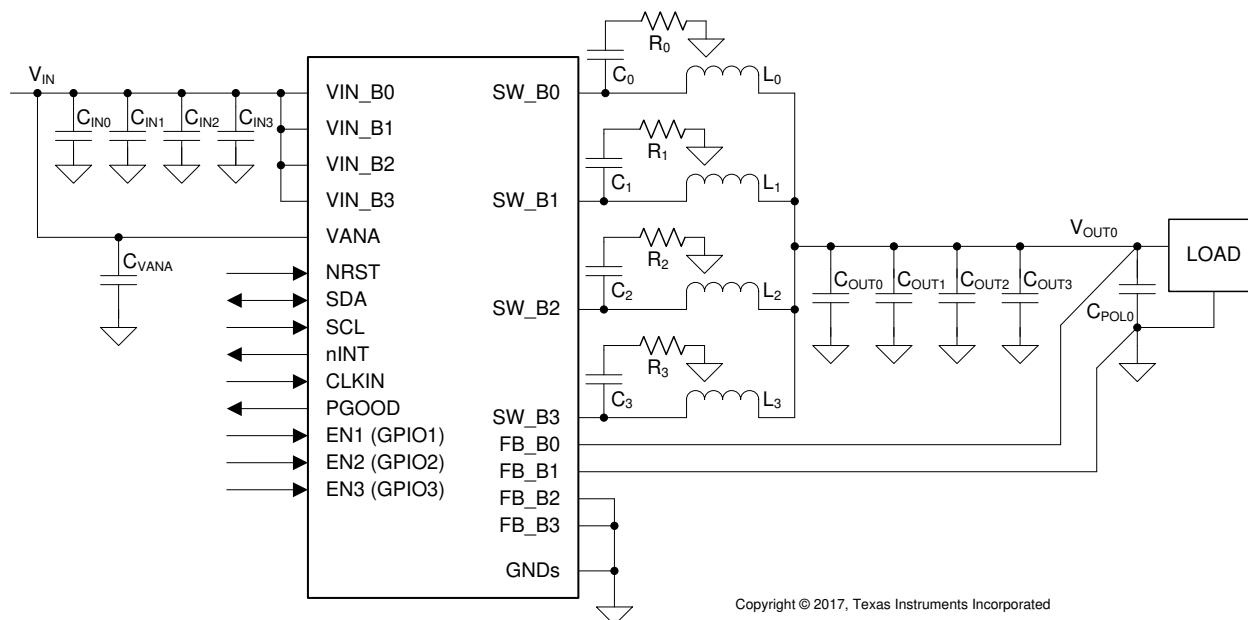 R0
C0
L0
VIN
CIN0
CIN1
CIN2
CIN3
VIN_B0
VIN_B1
VIN_B2
VIN_B3
VANA
CVANA
NRST
SDA
SCL
nINT
CLKIN
PGOOD
EN1 (GPIO1)
EN2 (GPIO2)
EN3 (GPIO3)
SW_B0
R1
C1
L1
SW_B1
R2
C2
L2
SW_B2
R3
C3
L3
SW_B3
FB_B0
FB_B1
FB_B2
FB_B3
GNDs
VOUT0
LOAD
COUT0
COUT1
COUT2
COUT3
CPOL0
Copyright © 2017, Texas Instruments Incorporated